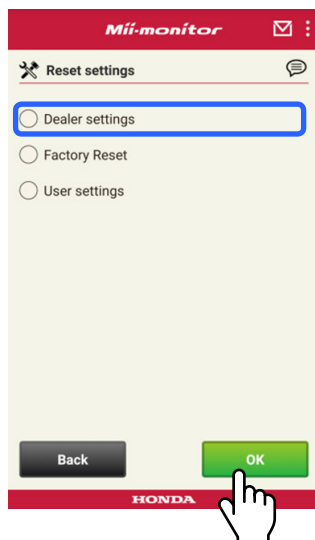 Mii-monitor
Reset settings
Dealer settings
Factory Reset
User settings
Back
OK
HONDA